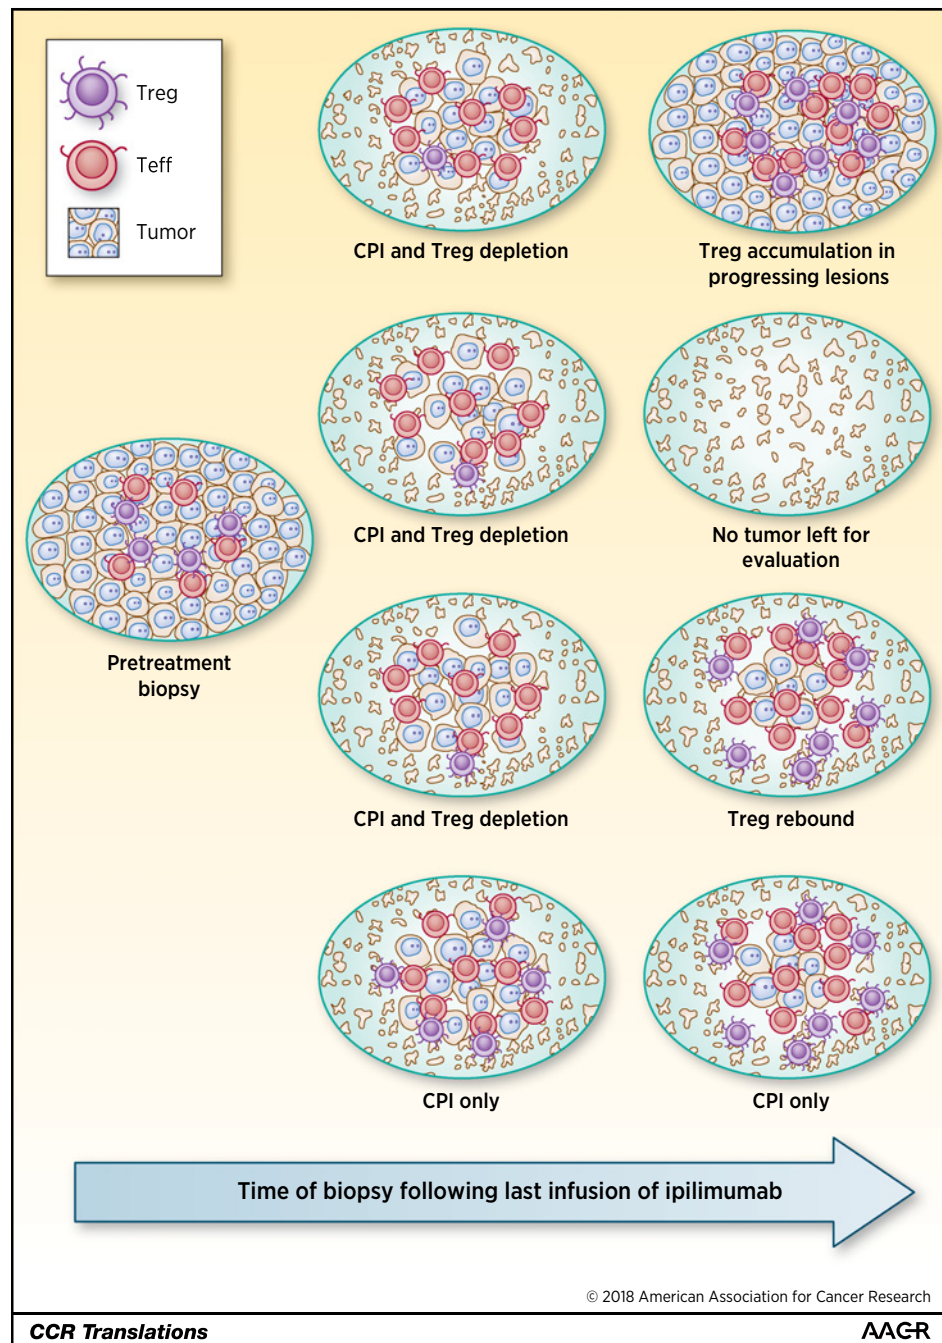 Treg
Teff
Tumor
CPI and Treg depletion
Treg accumulation in
progressing lesions
CPI and Treg depletion
No tumor left for
evaluation
Pretreatment
biopsy
CPI and Treg depletion
Treg rebound
CPI only
CPI only
Time of biopsy following last infusion of ipilimumab
© 2018 American Association for Cancer Research
CCR Translations
AACR